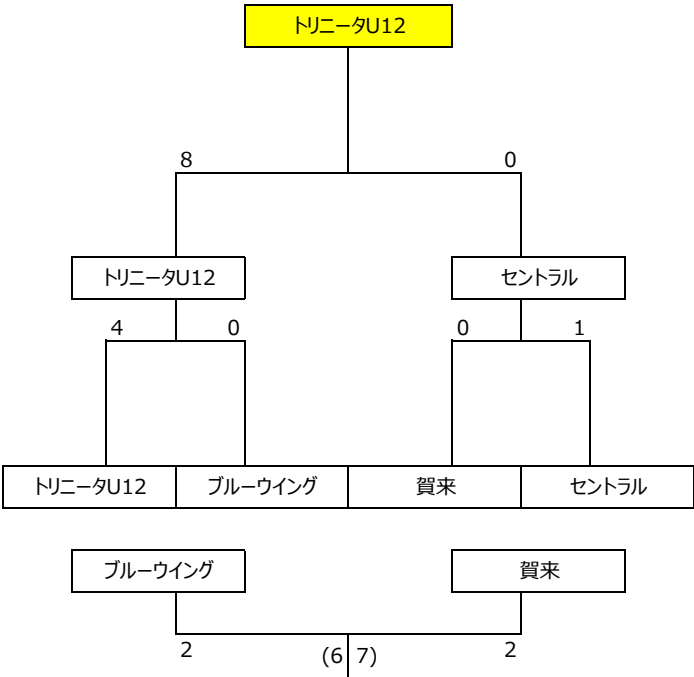 トリニータU12
8 0
トリニータU12 セントラル
4 0 0 1
トリニータU12 ブルーウイング 賀来 セントラル
ブルーウイング 賀来
2 (6 7) 2